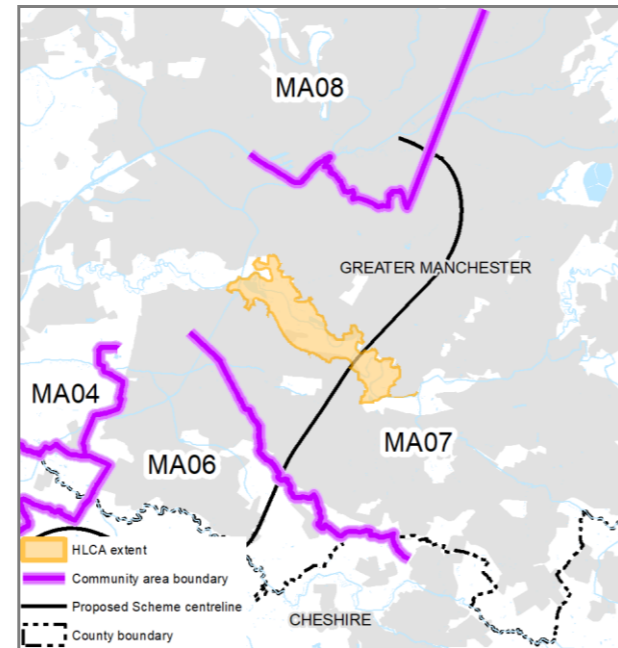 MA08
GREATER MANCHESTER
MA04
MA07
MA06
HLCA extent
Community area boundary
Proposed Scheme centreline
County boundary
CHESHIRE